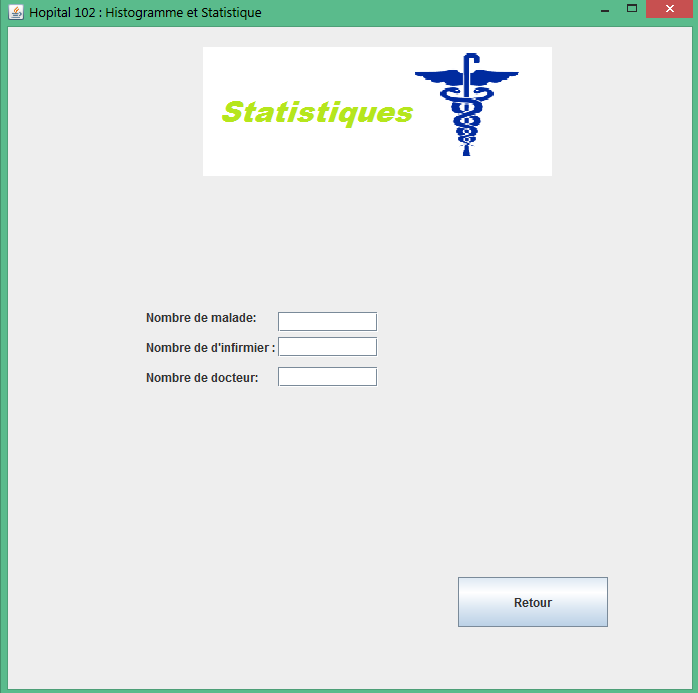 Hopital 102 : Histogramme et Statistique
Statistiques
Nombre de malade:
Nombre de d'infirmier :
Nombre de docteur:
Retour